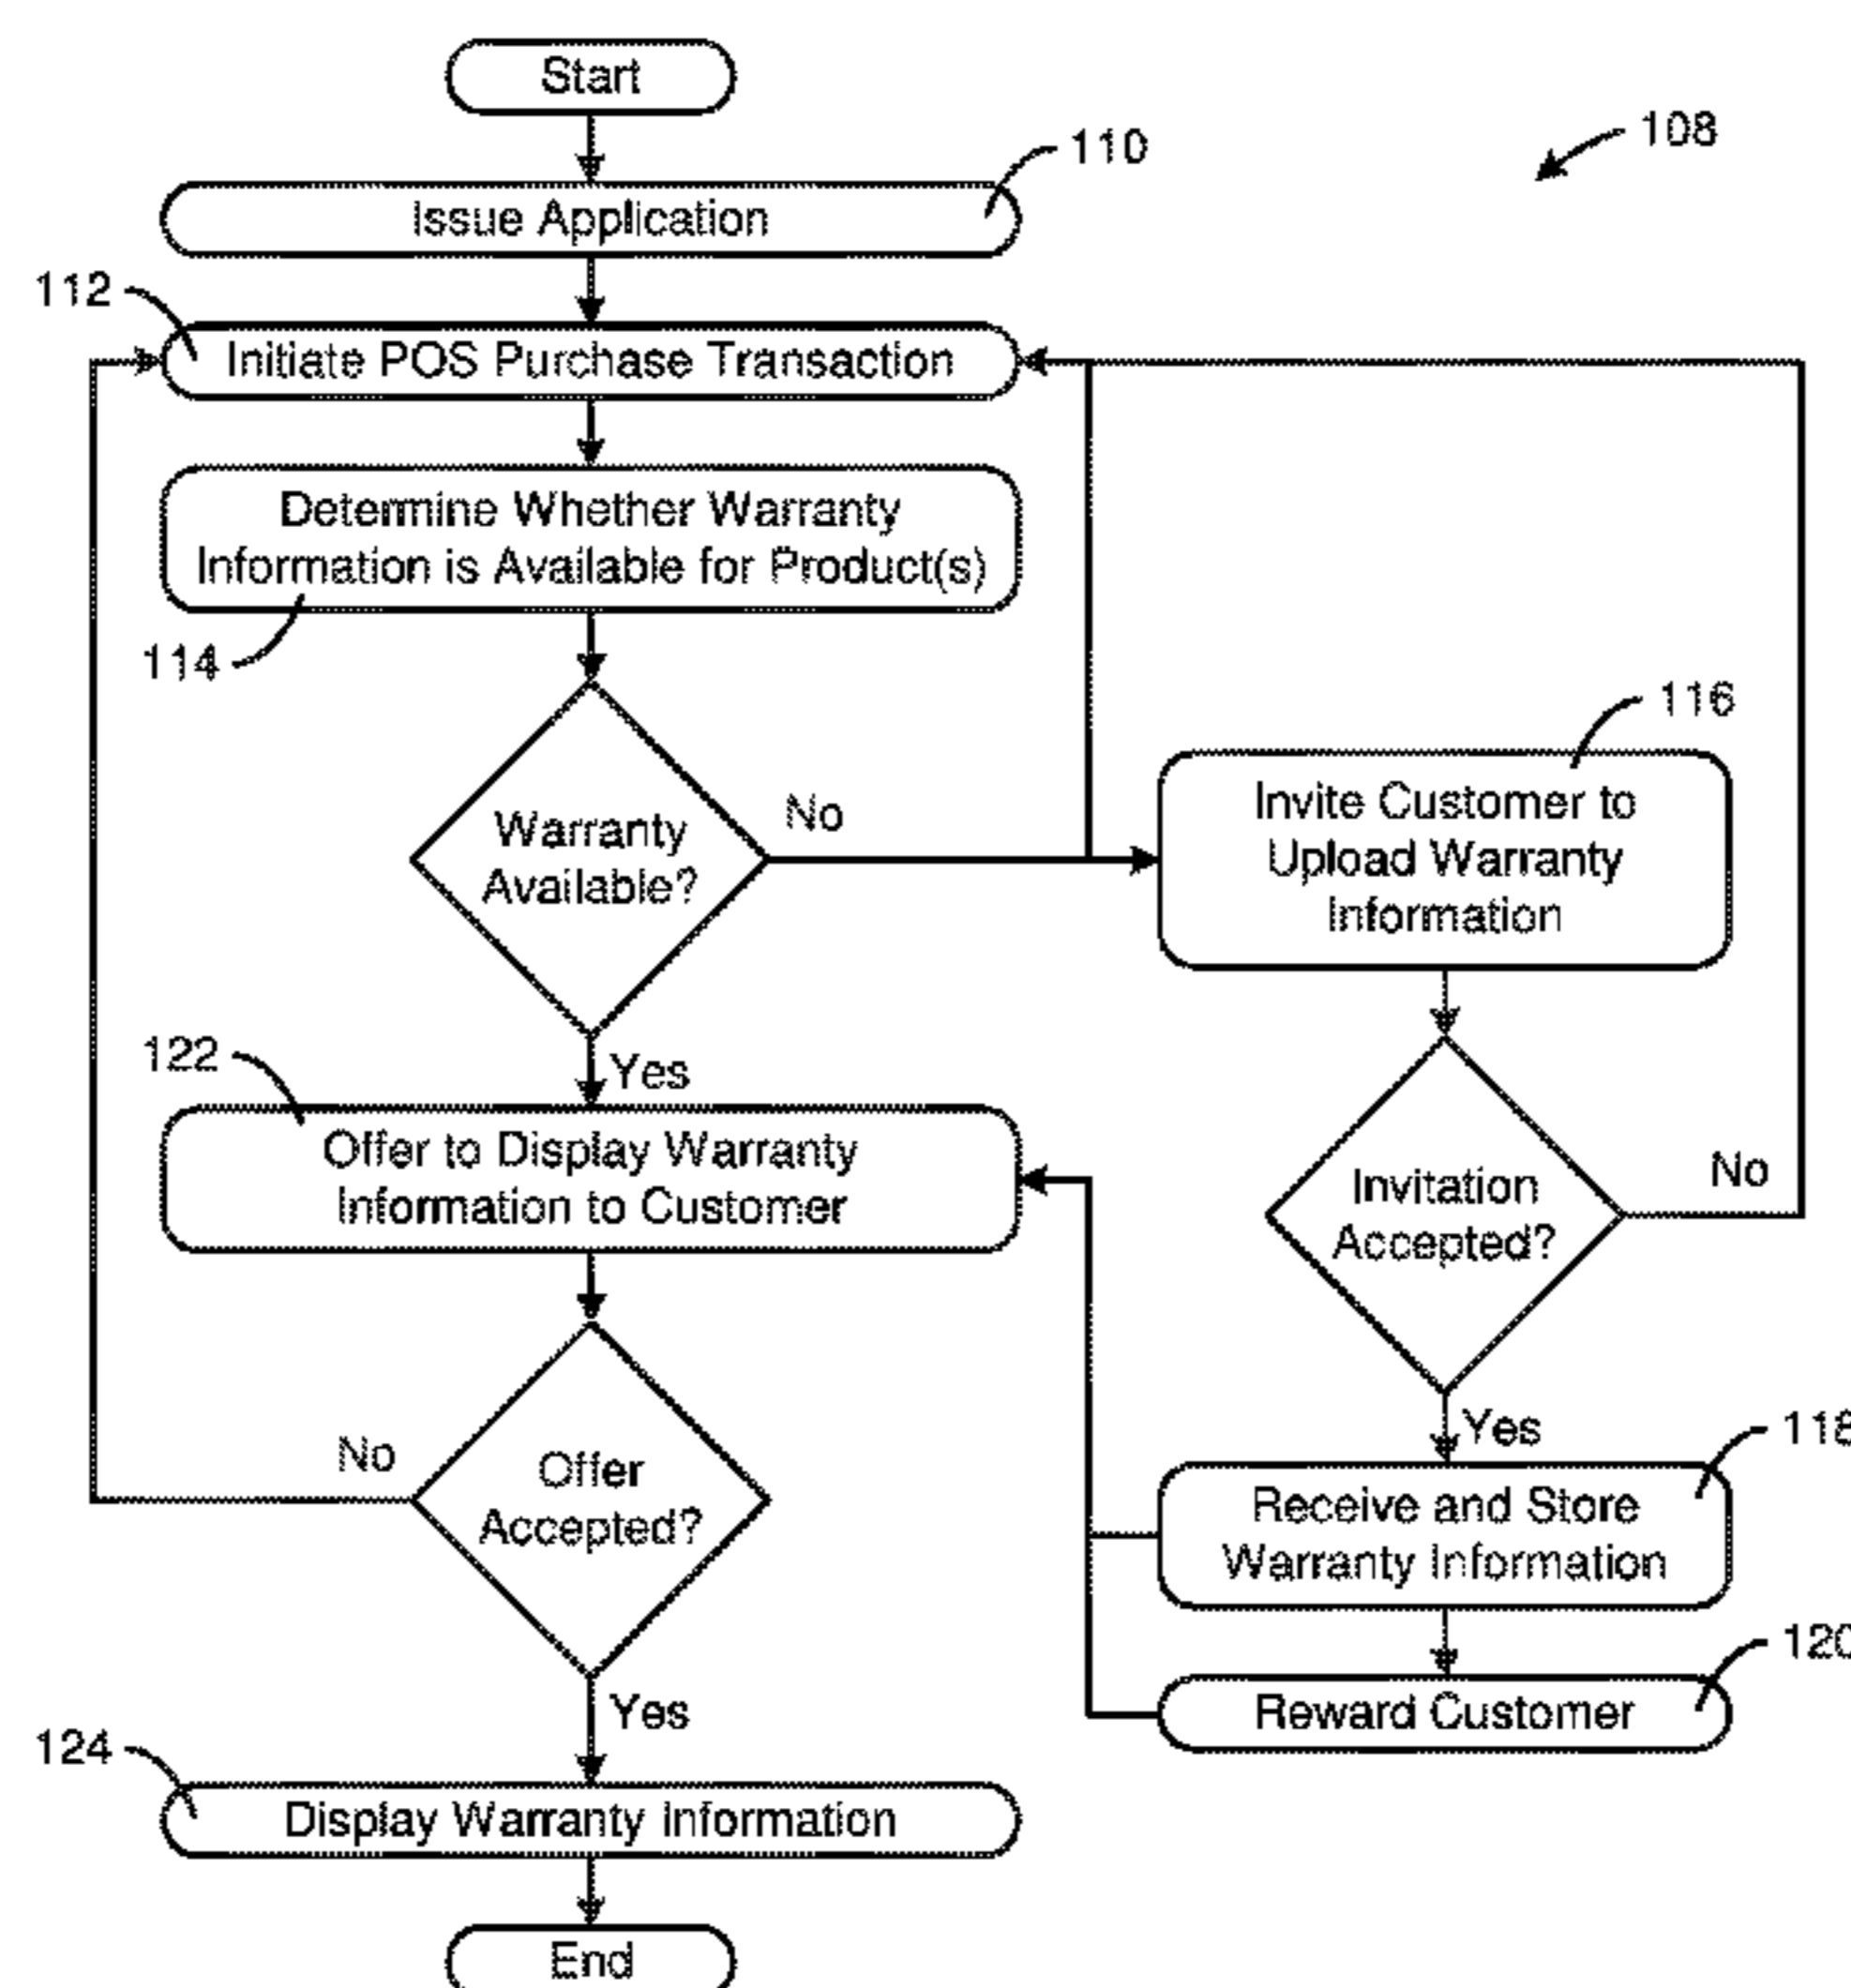 Start
108
110
Issue Application
112
Initiate POS Purchase Transaction
Determine Whether Warranty
Information is Available for Product(s)
114
116
Invite Customer to
Upload Warranty
Information
No
Warranty
Available?
122
Yes
Offer to Display Warranty
Information to Customer
No
Invitation
Accepted?
Yes
118
Receive and Store
Warranty Information
No
Offer
Accepted?
120
Reward Customer
Yes
124
Display Warranty Information
End